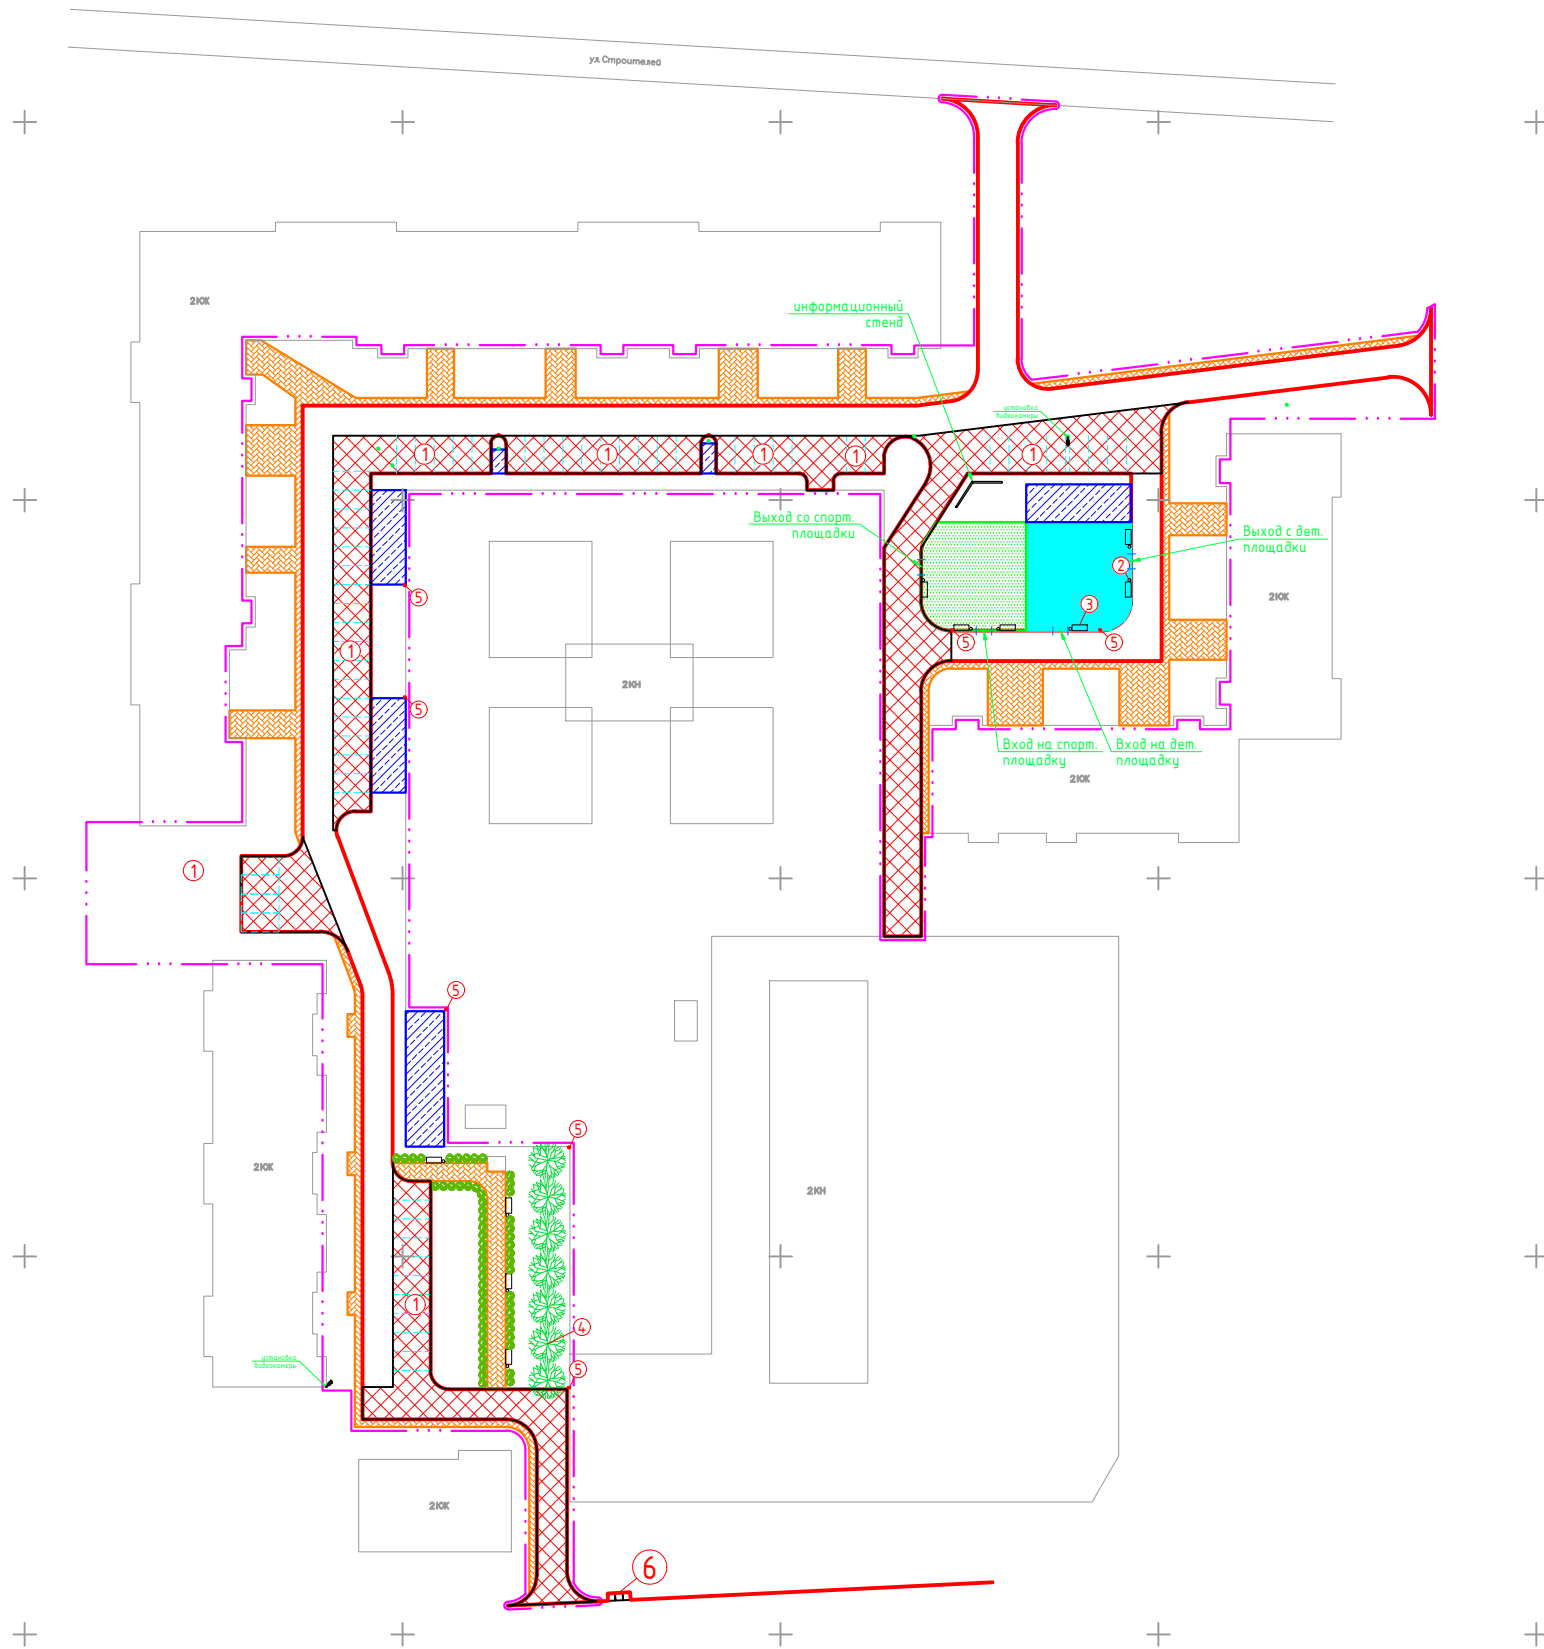 ул. Строителей
2КЖ
информационный
стенд
установка
видеокамеры
1
1
1
1
1
Выход со спорт.
площадки
Выход с дет.
площадки
2
5
3
2КЖ
5
5
1
2КН
5
Вход на спорт.
площадку
Вход на дет.
площадку
2КЖ
1
5
5
2КЖ
2КН
1
4
установка
видеокамеры
5
2КЖ
6